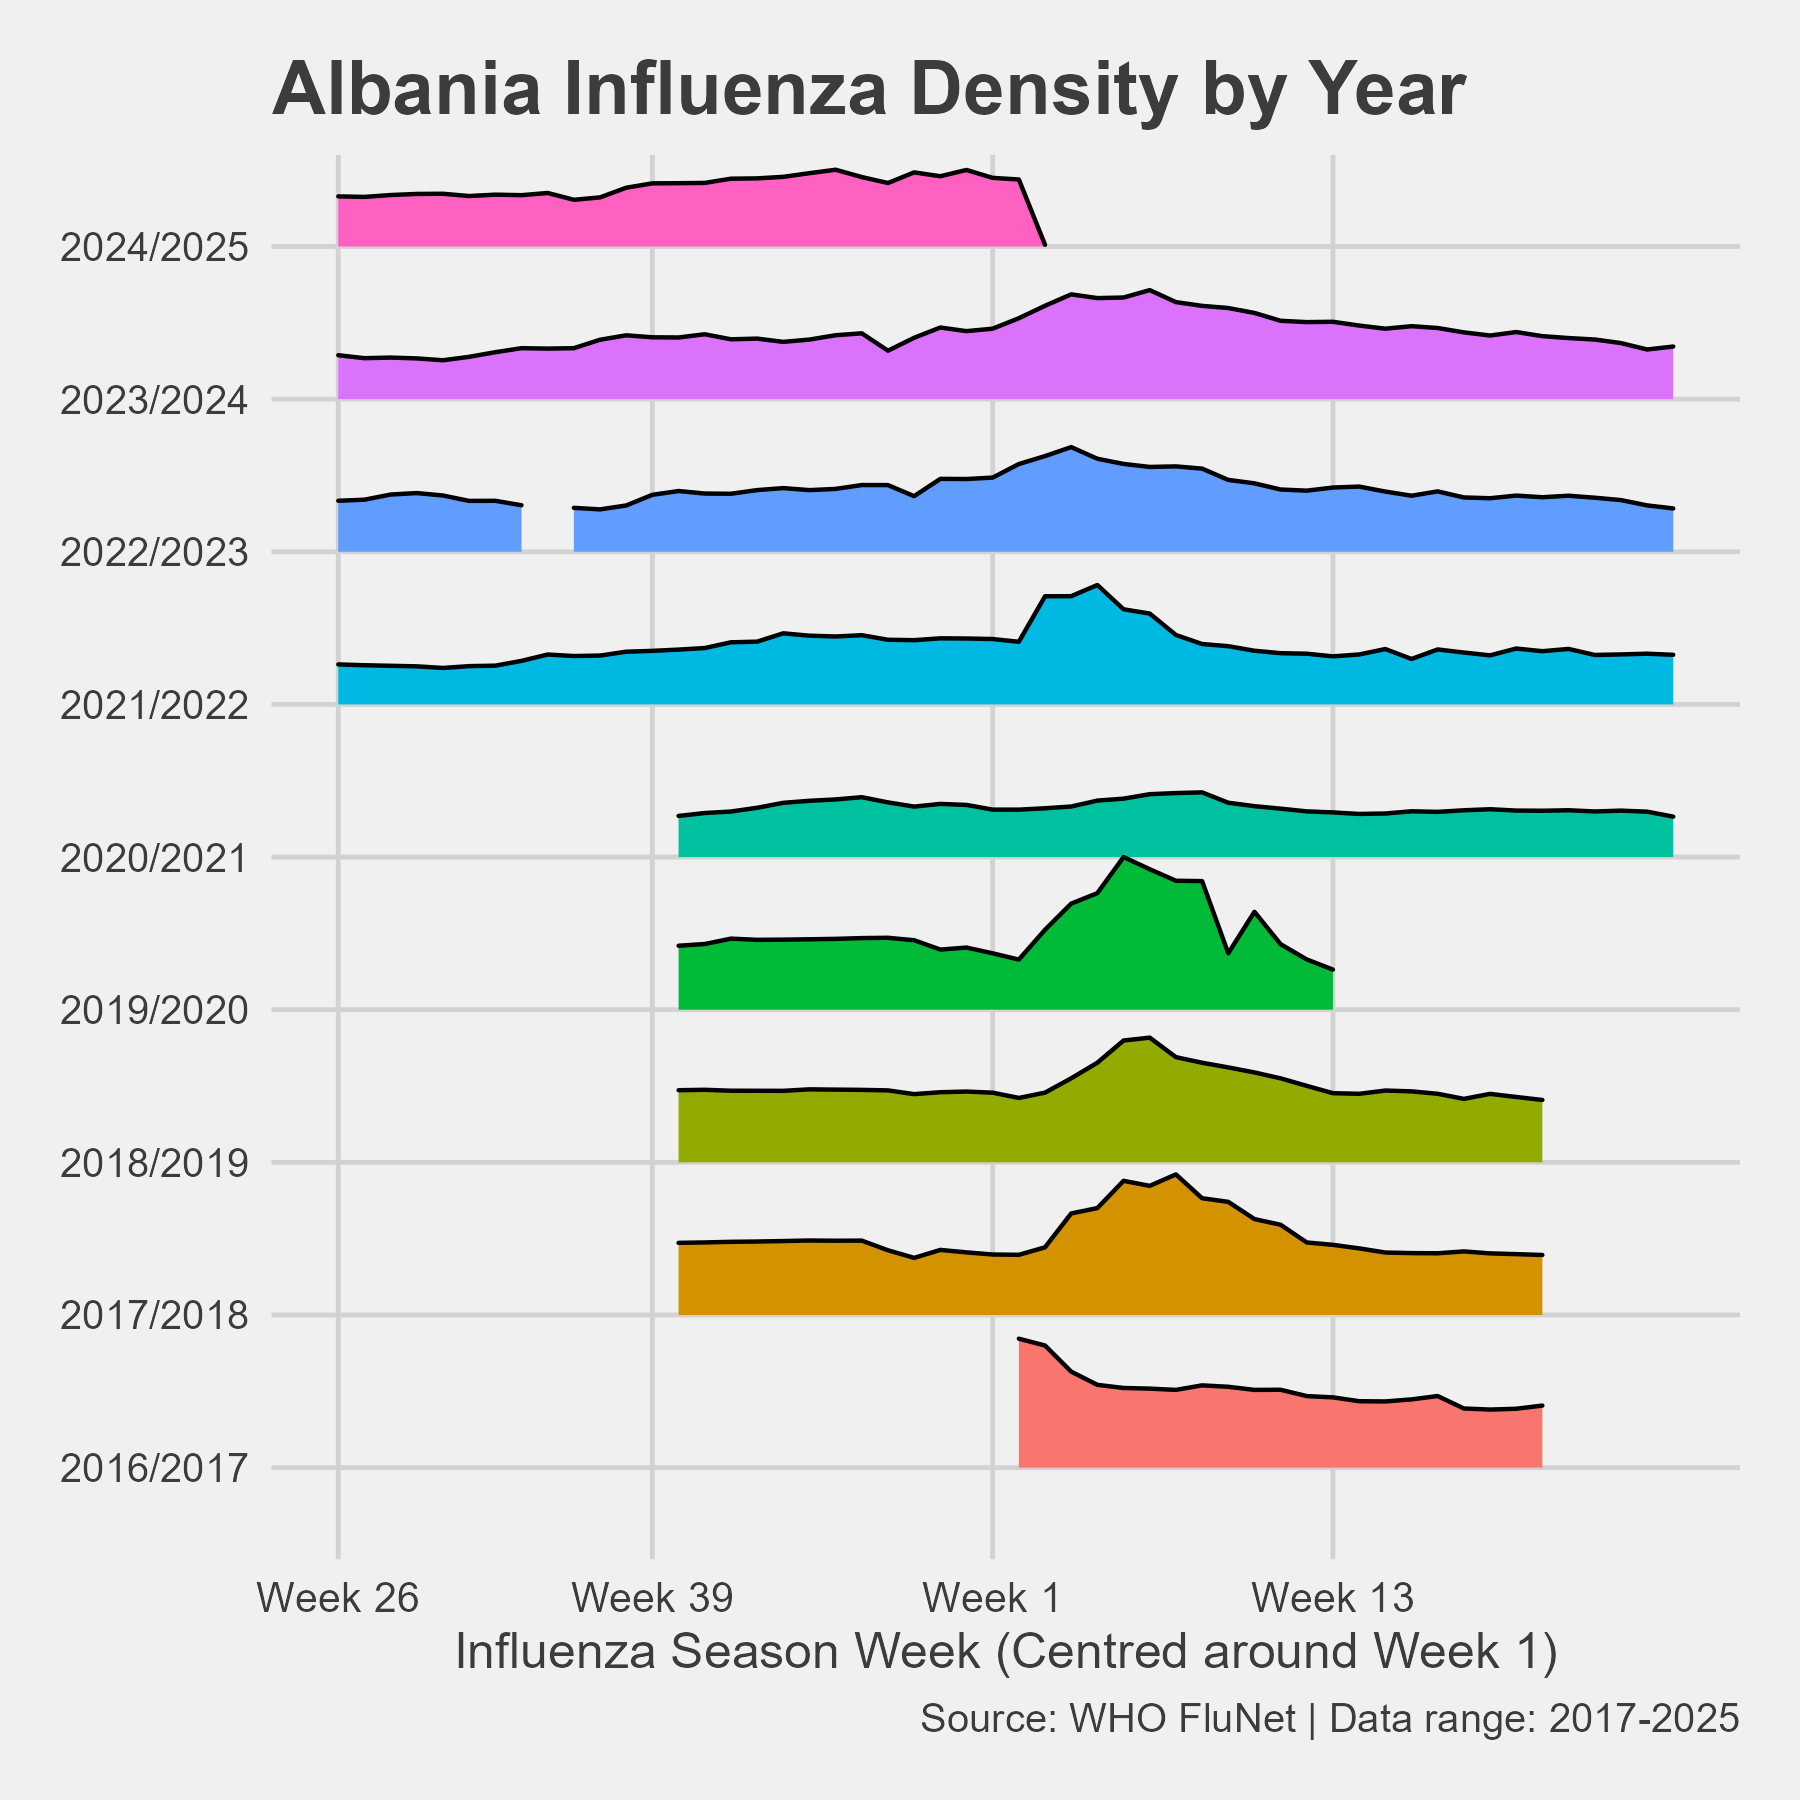 Albania Influenza Density by Year
2024/2025
2023/2024
2022/2023
2021/2022
2020/2021
2019/2020
2018/2019
2017/2018
2016/2017
Week 26 Week 39 Week 1 Week 13
Influenza Season Week (Centred around Week 1)
Source: WHO FluNet | Data range: 2017-2025